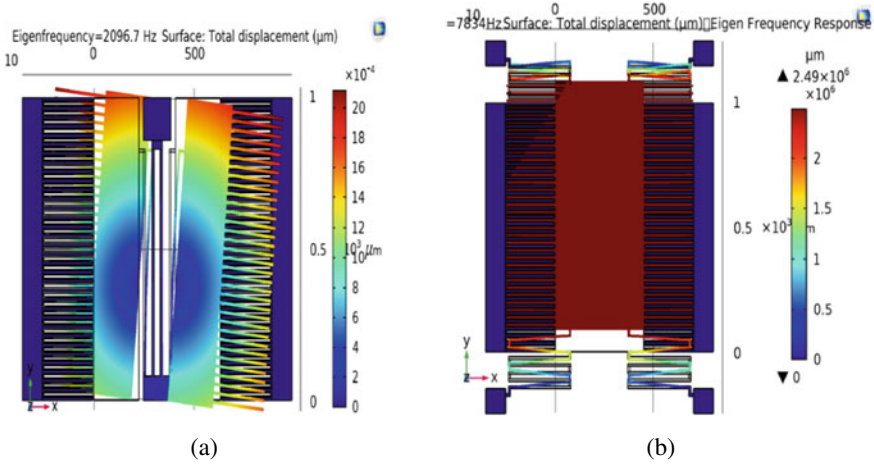 Eigenfrequency=2096.7 Hz Surface: Total displacement (μm)
0 500
10
×10⁻⁴
20
18
16
14
12
10
8
6
4
2
0
1
0.5
0
10³ μm
y
z x
(a)
=7834Hz Surface: Total displacement (μm) Eigen Frequency Response
0 500
10
μm
▲ 2.49×10⁶
×10⁶
2
1.5
1
0.5
0
▼ 0
1
0.5
0
×10³
m
y
z x
(b)